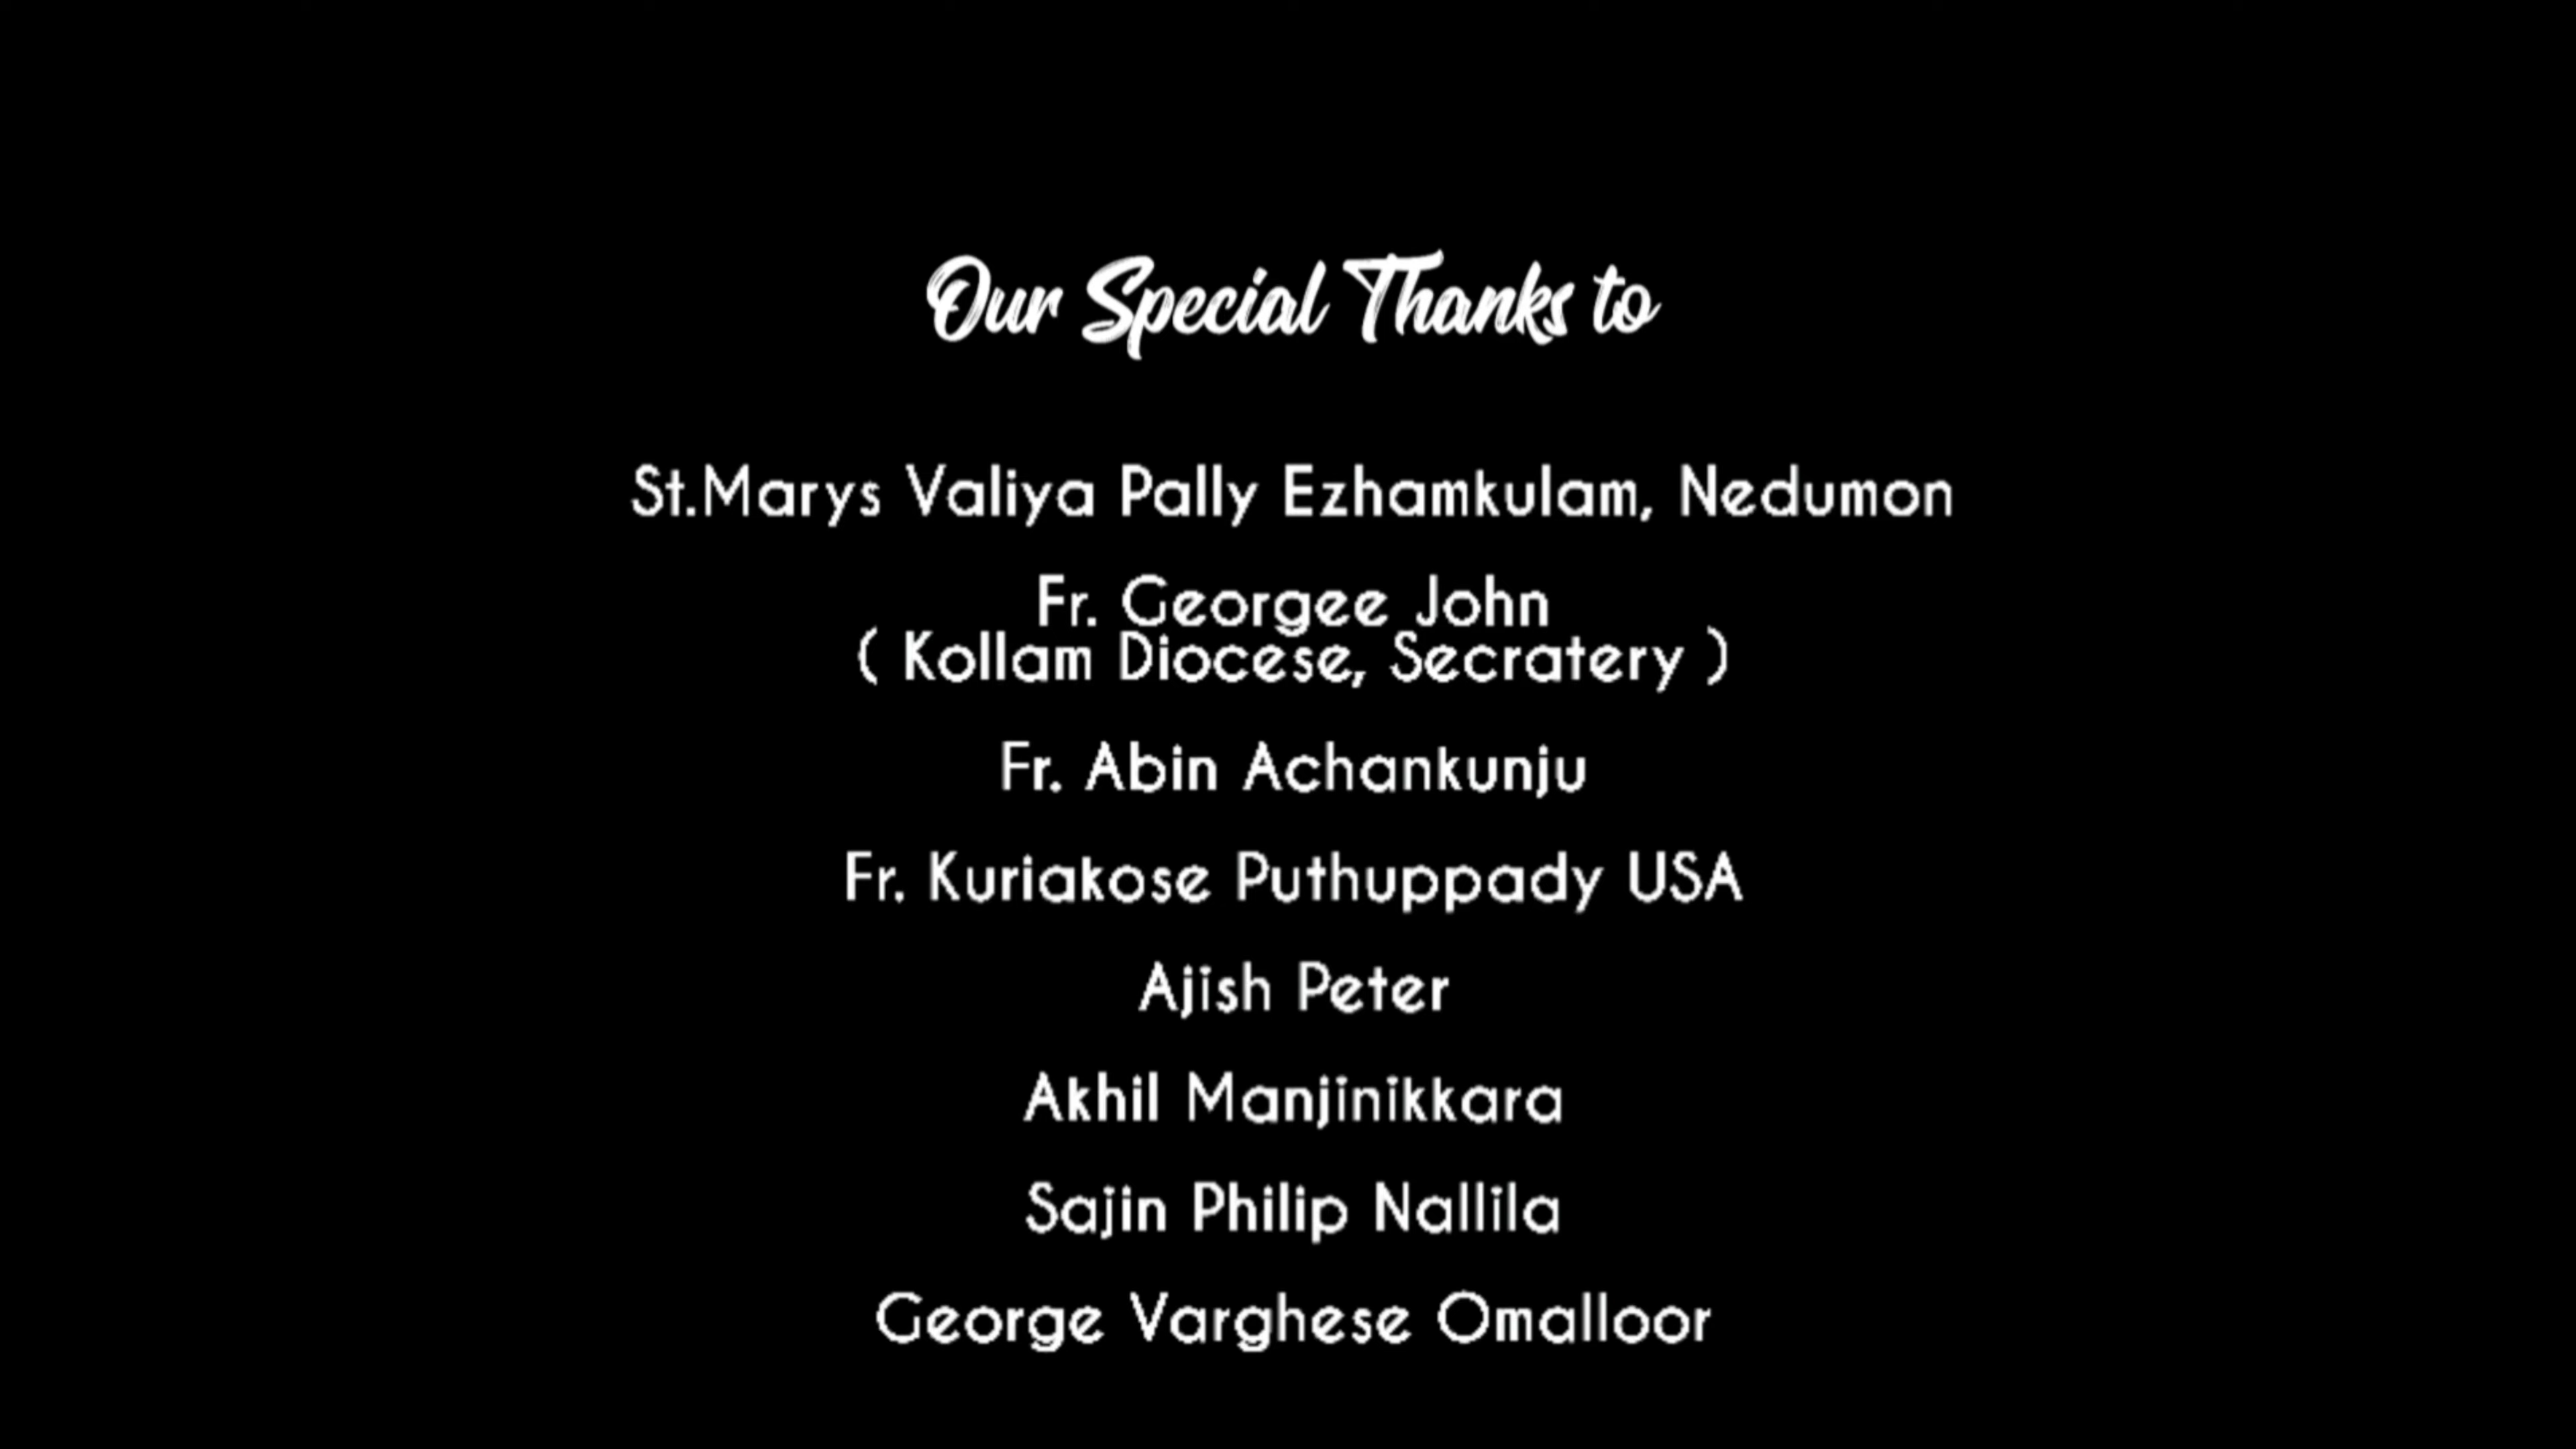 Our Special Thanks to
St.Marys Valiya Pally Ezhamkulam, Nedumon
Fr. Georgee John
( Kollam Diocese, Secratery )
Fr. Abin Achankunju
Fr. Kuriakose Puthuppady USA
Ajish Peter
Akhil Manjinikkara
Sajin Philip Nallila
George Varghese Omalloor